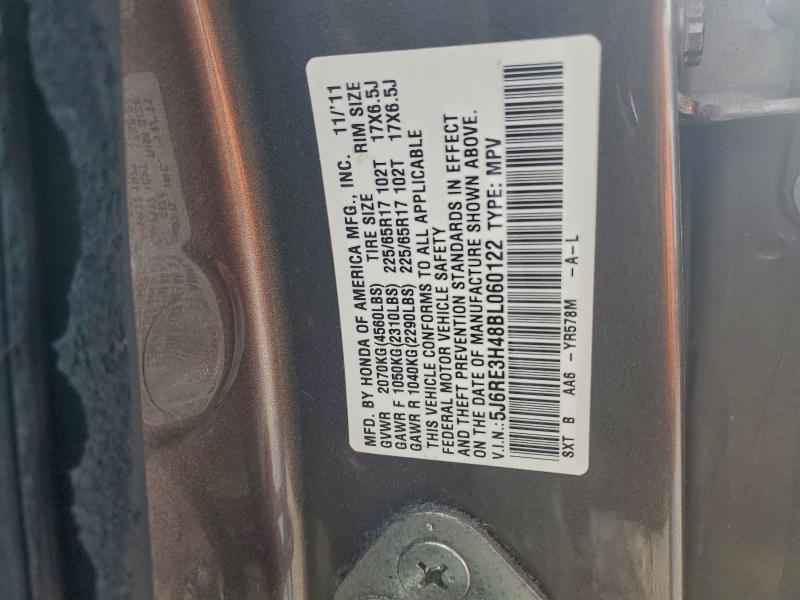 MFD. BY HONDA OF AMERICA MFG., INC. 11/'11
GVWR 2070KG(4560LBS) TIRE SIZE RIM SIZE
GAWR F 1050KG(2310LBS) 225/65R17 102T 17X6.5J
GAWR R 1040KG(2290LBS) 225/65R17 102T 17X6.5J
THIS VEHICLE CONFORMS TO ALL APPLICABLE
FEDERAL MOTOR VEHICLE SAFETY
AND THEFT PREVENTION STANDARDS IN EFFECT
ON THE DATE OF MANUFACTURE SHOWN ABOVE.
V.I.N.: 5J6RE3H48BL060122 TYPE: MPV
SXT B AA6 -YR578M -A-L